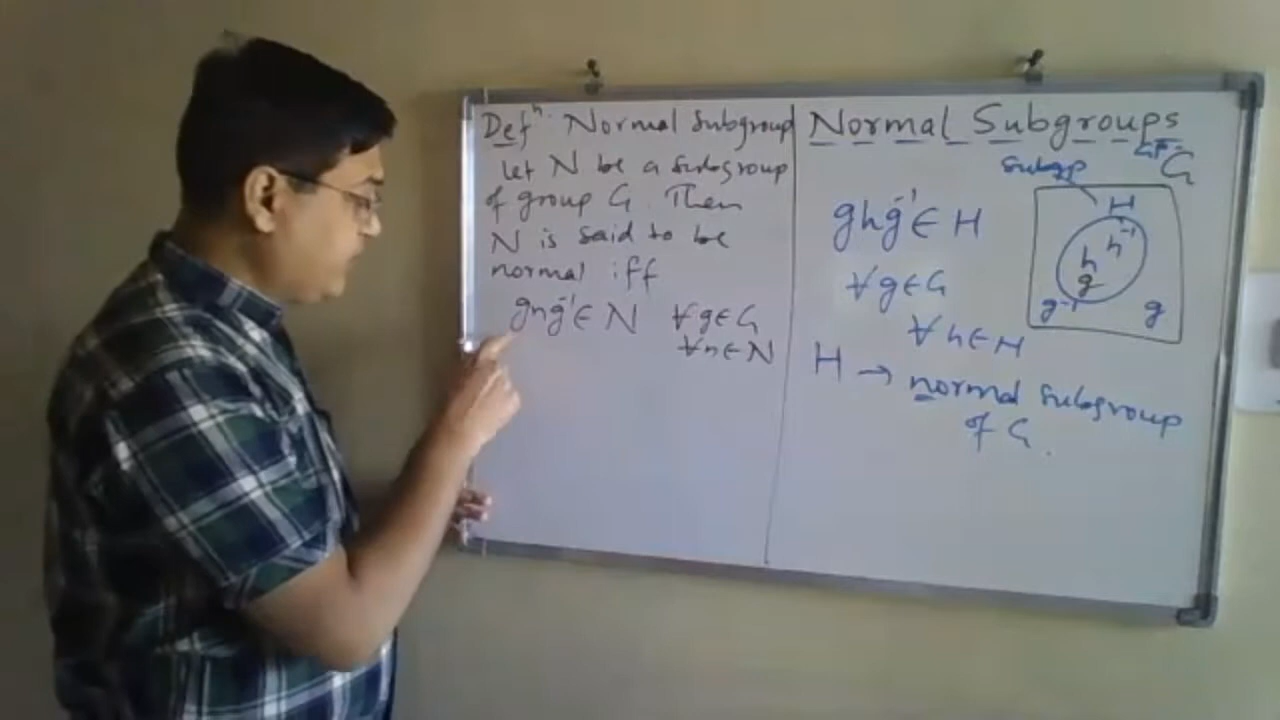 Defⁿ. Normal Subgroup
Let N be a subgroup
of group G. Then
N is said to be
normal iff
gng⁻¹ ∈ N ∀g∈G
∀n∈N
Normal Subgroups
Subgp
G
H
ghg⁻¹ ∈ H
h⁻¹
h
g
∀g∈G
g⁻¹
g
∀h∈H
H → normal subgroup
of G.